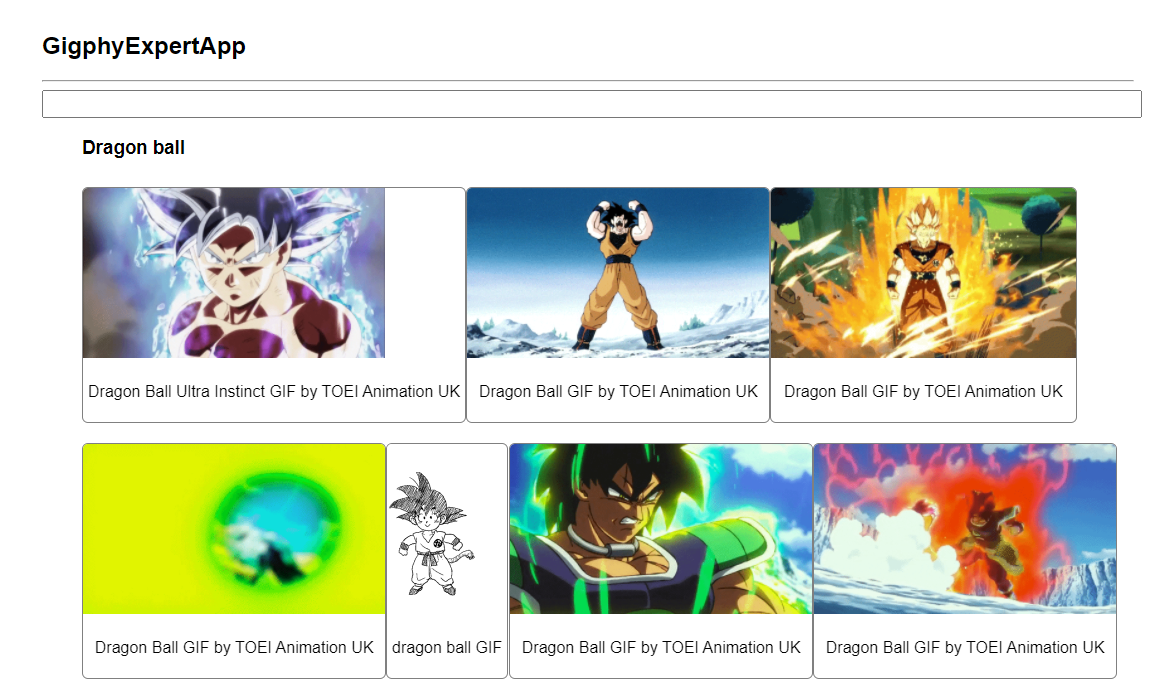 GigphyExpertApp
Dragon ball
Dragon Ball Ultra Instinct GIF by TOEI Animation UK
Dragon Ball GIF by TOEI Animation UK
Dragon Ball GIF by TOEI Animation UK
Dragon Ball GIF by TOEI Animation UK
dragon ball GIF
Dragon Ball GIF by TOEI Animation UK
Dragon Ball GIF by TOEI Animation UK